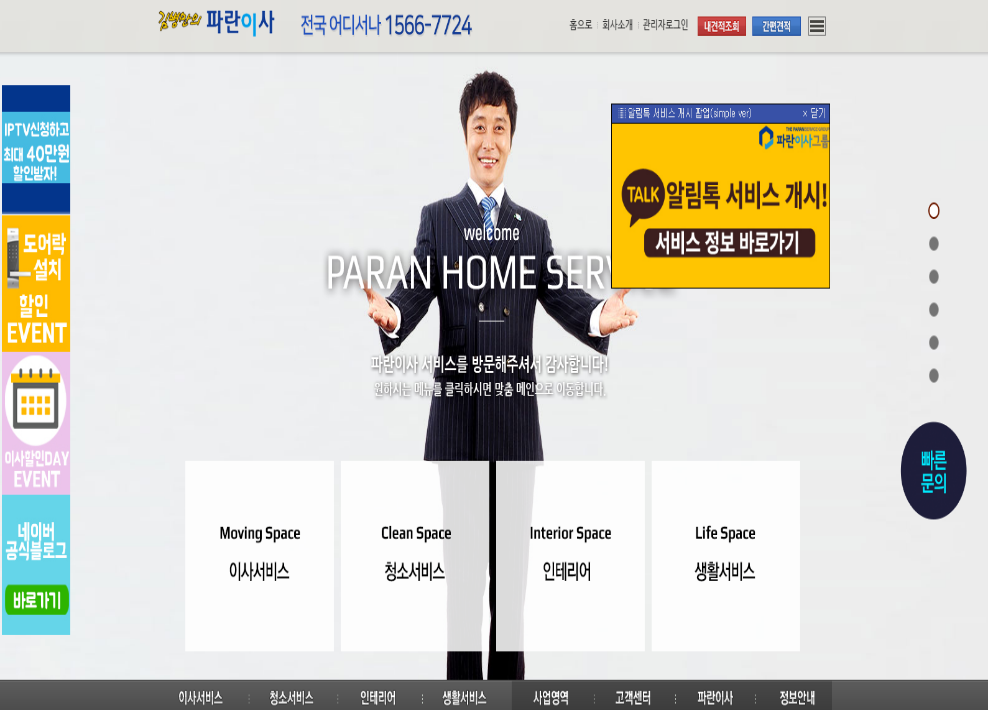 김병만의 파란이사
전국 어디서나 1566-7724
홈으로 회사소개 관리자로그인 내견적조회 간편견적
IPTV신청하고
최대 40만원
할인받자!
도어락
설치
할인
EVENT
이사할인DAY
EVENT
네이버
공식블로그
바로가기
welcome
PARAN HOME SERV
파란이사 서비스를 방문해주셔서 감사합니다!
원하시는 메뉴를 클릭하시면 맞춤 메인으로 이동합니다.
알림톡 서비스 개시 팝업(simple ver) × 닫기
파란이사그룹
TALK 알림톡 서비스 개시!
서비스 정보 바로가기
빠른
문의
Moving Space
이사서비스
Clean Space
청소서비스
Interior Space
인테리어
Life Space
생활서비스
이사서비스 청소서비스 인테리어 생활서비스 사업영역 고객센터 파란이사 정보안내